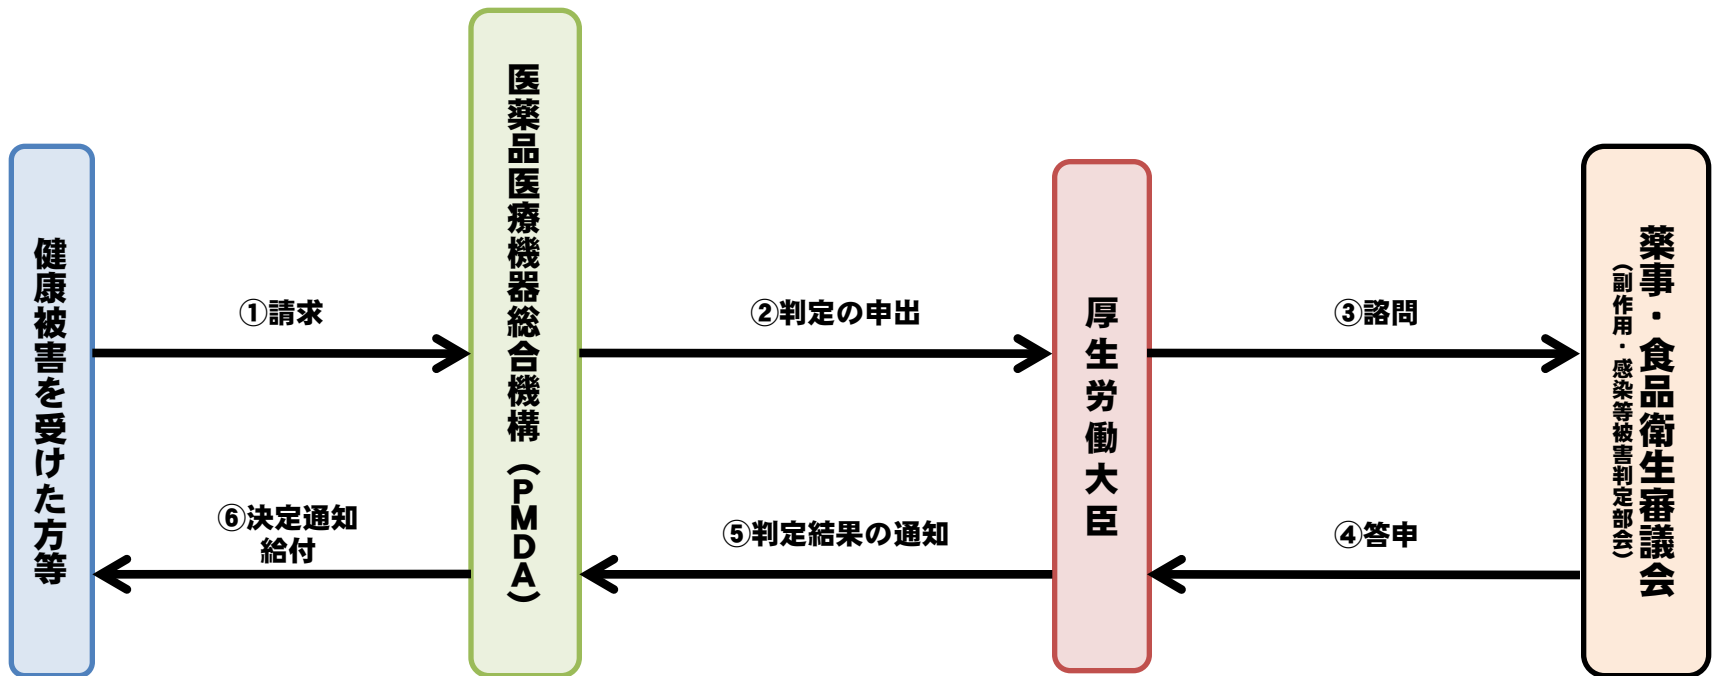 健康被害を受けた方等
①請求
⑥決定通知
給付
医薬品医療機器総合機構（PMDA）
②判定の申出
⑤判定結果の通知
厚生労働大臣
③諮問
④答申
薬事・食品衛生審議会
（副作用・感染等被害判定部会）